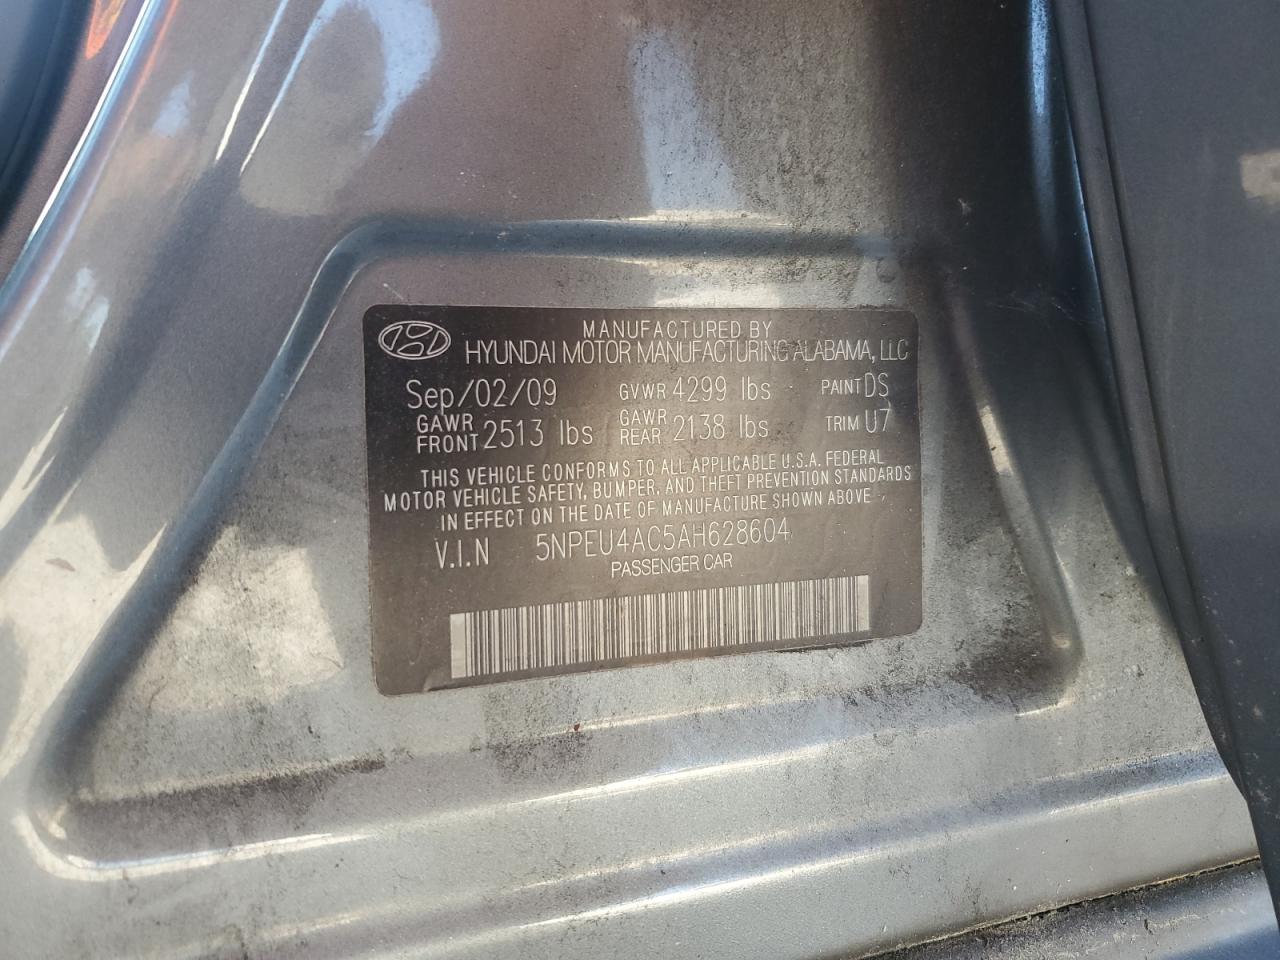 MANUFACTURED BY
HYUNDAI MOTOR MANUFACTURING ALABAMA, LLC
Sep/02/09 GVWR 4299 lbs PAINT DS
GAWR FRONT 2513 lbs GAWR REAR 2138 lbs TRIM U7
THIS VEHICLE CONFORMS TO ALL APPLICABLE U.S.A. FEDERAL
MOTOR VEHICLE SAFETY, BUMPER, AND THEFT PREVENTION STANDARDS
IN EFFECT ON THE DATE OF MANUFACTURE SHOWN ABOVE.
V.I.N 5NPEU4AC5AH628604
PASSENGER CAR